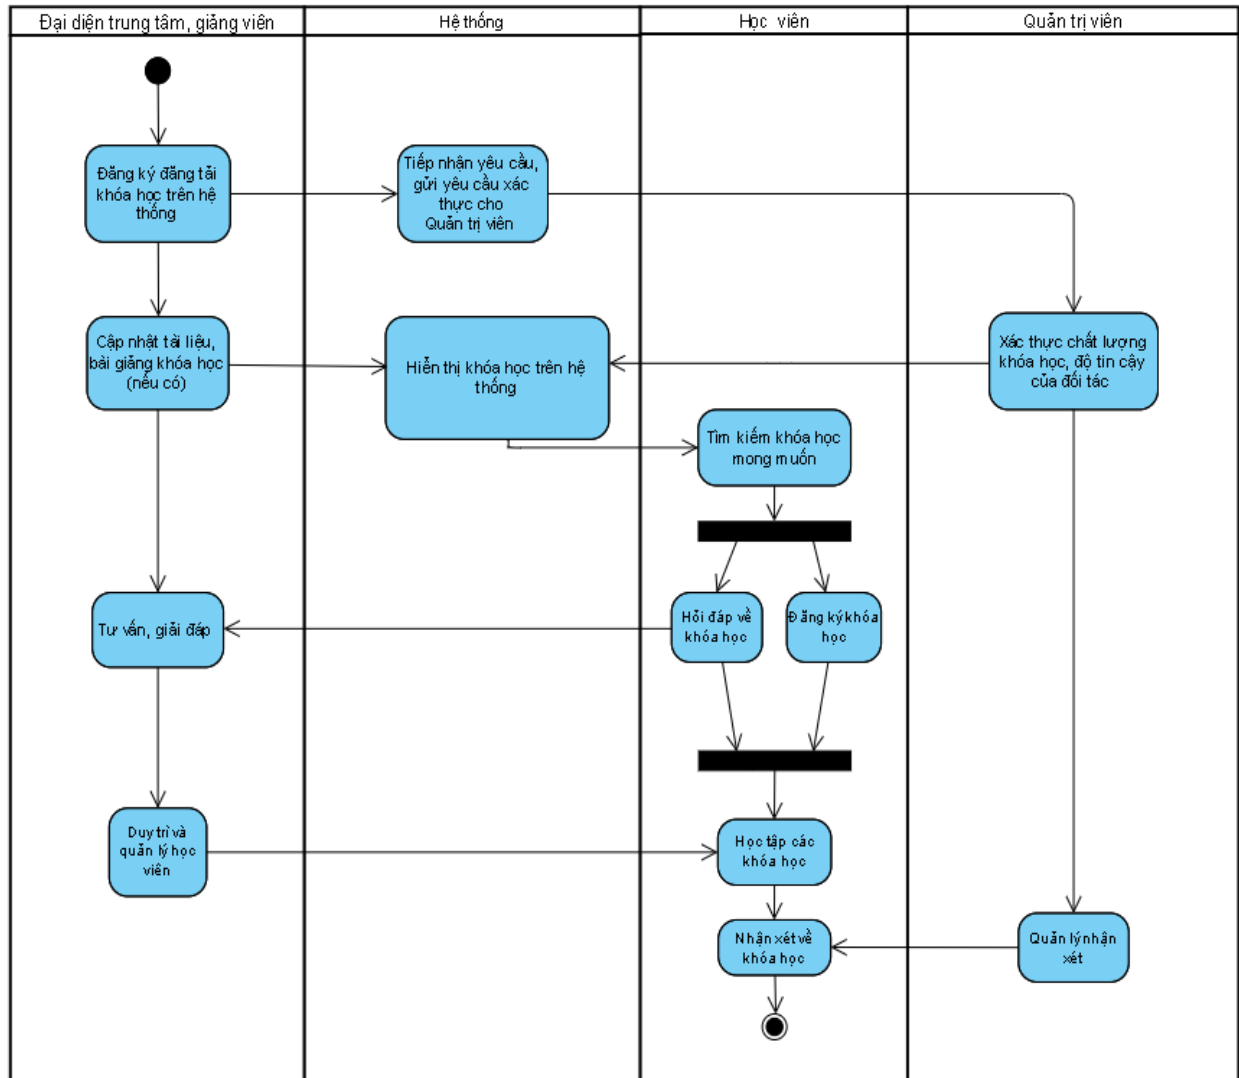 Đại diện trung tâm, giảng viên
Hệ thống
Học viên
Quản trị viên
Đăng ký đăng tải
khóa học trên hệ
thống
Tiếp nhận yêu cầu,
gửi yêu cầu xác
thực cho
Quản trị viên
Cập nhật tài liệu,
bài giảng khóa học
(nếu có)
Hiển thị khóa học trên hệ
thống
Xác thực chất lượng
khóa học, độ tin cậy
của đối tác
Tìm kiếm khóa học
mong muốn
Tư vấn, giải đáp
Hỏi đáp về
khóa học
Đăng ký khóa
học
Duy trì và
quản lý học
viên
Học tập các
khóa học
Nhận xét về
khóa học
Quản lý nhận
xét